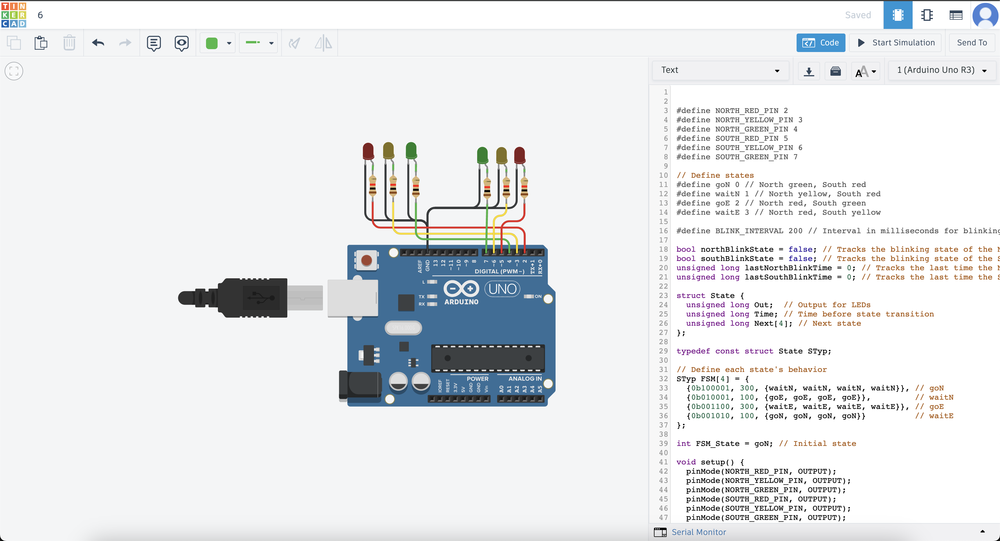 TIN
KER
CAD
6
Saved
Code
Start Simulation
Send To
Text
AA
1 (Arduino Uno R3)
1
2
3 #define NORTH_RED_PIN 2
4 #define NORTH_YELLOW_PIN 3
5 #define NORTH_GREEN_PIN 4
6 #define SOUTH_RED_PIN 5
7 #define SOUTH_YELLOW_PIN 6
8 #define SOUTH_GREEN_PIN 7
9
10 // Define states
11 #define goN 0 // North green, South red
12 #define waitN 1 // North yellow, South red
13 #define goE 2 // North red, South green
14 #define waitE 3 // North red, South yellow
15
16 #define BLINK_INTERVAL 200 // Interval in milliseconds for blinking
17
18 bool northBlinkState = false; // Tracks the blinking state of the
19 bool southBlinkState = false; // Tracks the blinking state of the
20 unsigned long lastNorthBlinkTime = 0; // Tracks the last time the
21 unsigned long lastSouthBlinkTime = 0; // Tracks the last time the
22
23 struct State {
24 unsigned long Out; // Output for LEDs
25 unsigned long Time; // Time before state transition
26 unsigned long Next[4]; // Next state
27 };
28
29 typedef const struct State STyp;
30
31 // Define each state's behavior
32 STyp FSM[4] = {
33 {0b100001, 300, {waitN, waitN, waitN, waitN}}, // goN
34 {0b010001, 100, {goE, goE, goE, goE}}, // waitN
35 {0b001100, 300, {waitE, waitE, waitE, waitE}}, // goE
36 {0b001010, 100, {goN, goN, goN, goN}} // waitE
37 };
38
39 int FSM_State = goN; // Initial state
40
41 void setup() {
42 pinMode(NORTH_RED_PIN, OUTPUT);
43 pinMode(NORTH_YELLOW_PIN, OUTPUT);
44 pinMode(NORTH_GREEN_PIN, OUTPUT);
45 pinMode(SOUTH_RED_PIN, OUTPUT);
46 pinMode(SOUTH_YELLOW_PIN, OUTPUT);
47 pinMode(SOUTH_GREEN_PIN, OUTPUT);
Serial Monitor
AREF GND 13 12 ~11 ~10 ~9 8 7 ~6 ~5 4 ~3 2 TX→1 RX←0
DIGITAL (PWM~)
L
TX
RX
UNO
ARDUINO
ON
SPK16.000G
POWER
ANALOG IN
IOREF RESET 3.3V 5V GND GND Vin A0 A1 A2 A3 A4 A5